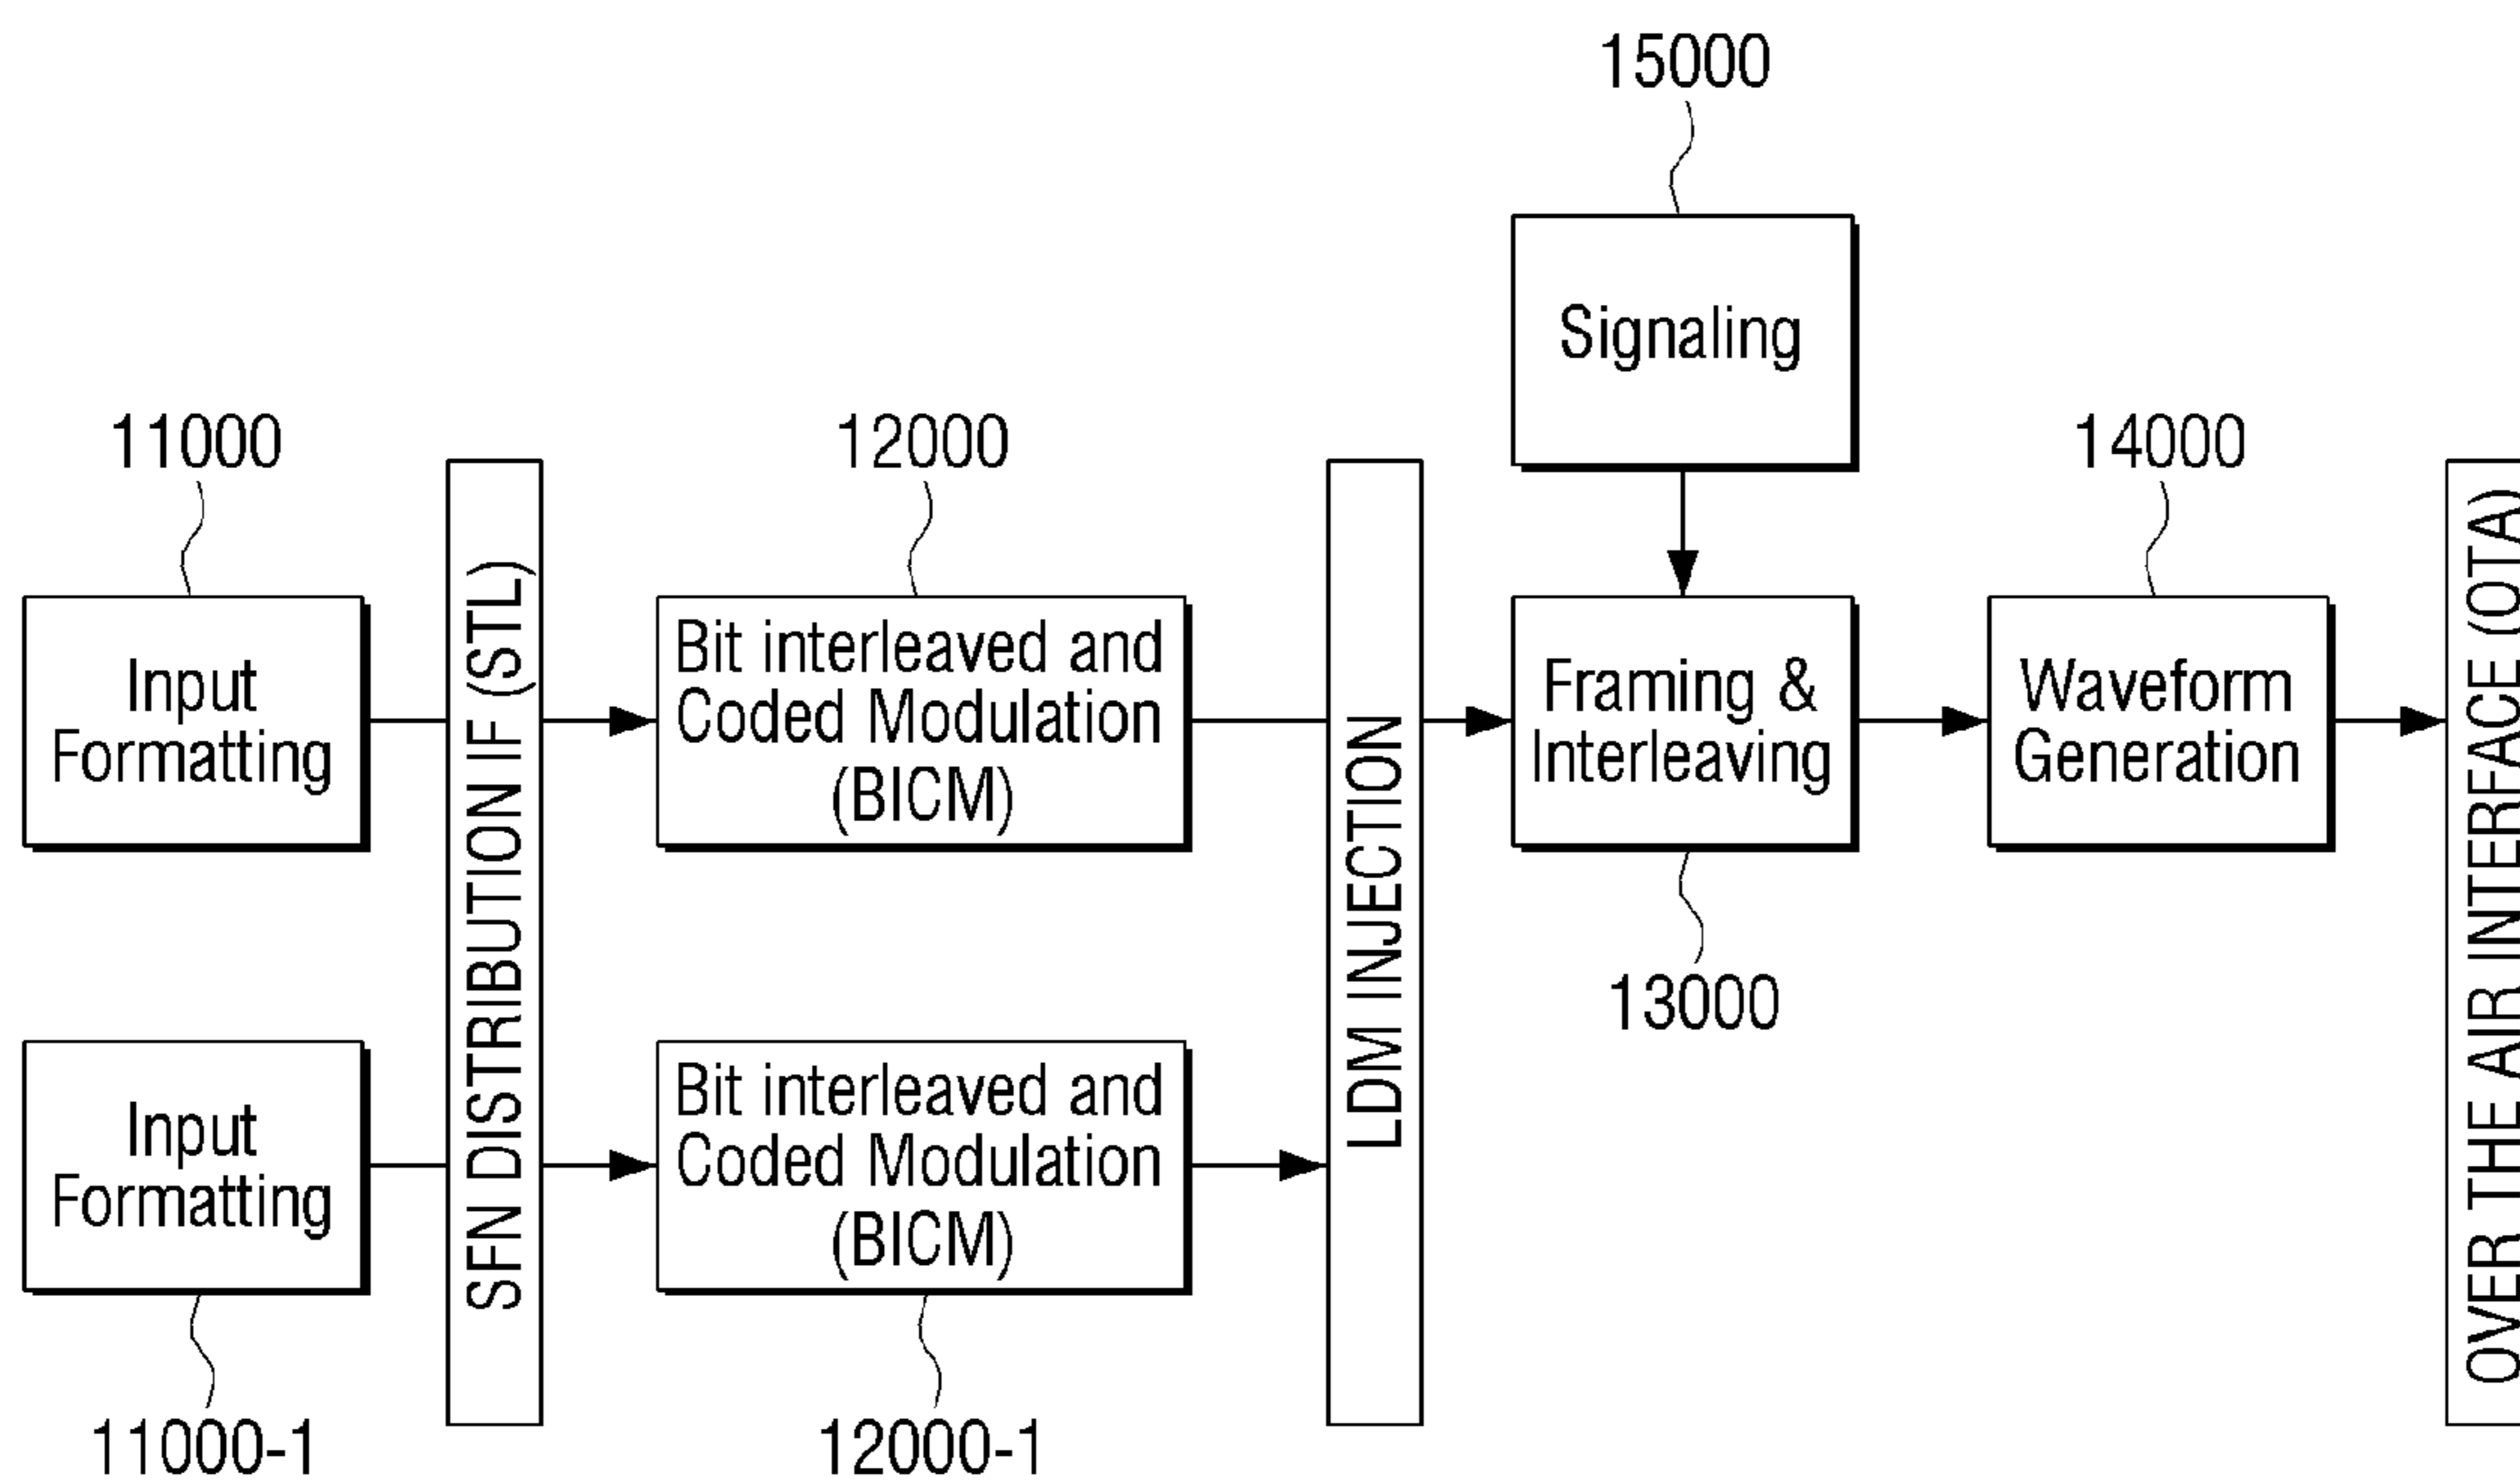 15000
Signaling
11000
12000
14000
Input
Formatting
SFN DISTRIBUTION IF (STL)
Bit interleaved and
Coded Modulation
(BICM)
LDM INJECTION
Framing &
Interleaving
Waveform
Generation
OVER THE AIR INTERFACE (OTA)
13000
Input
Formatting
Bit interleaved and
Coded Modulation
(BICM)
11000-1
12000-1